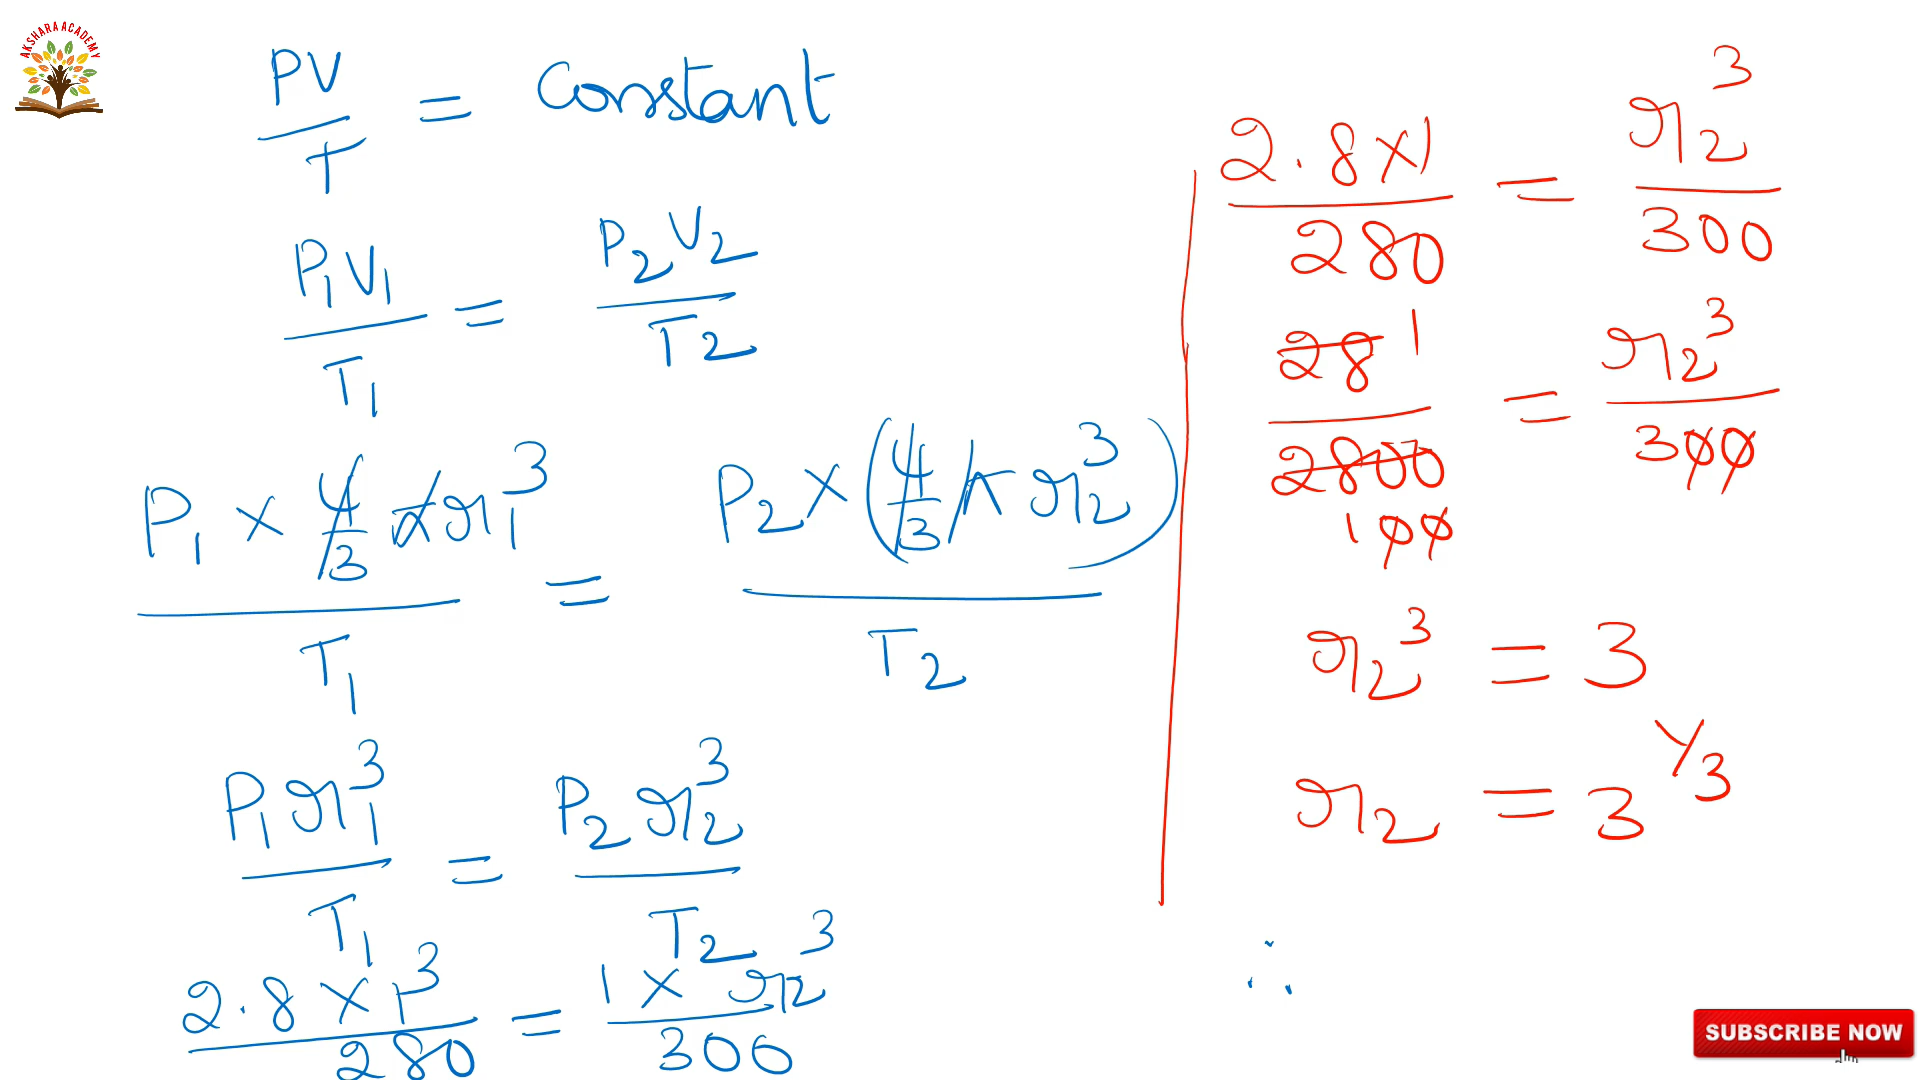 AKSHARA ACADEMY
PV/T = Constant
P₁V₁/T₁ = P₂V₂/T₂
P₁ × 4/3 π r₁³ / T₁ = P₂ × (4/3 π r₂³) / T₂
P₁ r₁³ / T₁ = P₂ r₂³ / T₂
2.8 × 1³ / 280 = 1 × r₂³ / 300
2.8 × 1 / 280 = r₂³ / 300
28 1 / 2800 100 = r₂³ / 300
r₂³ = 3
r₂ = 3^1/3
∴
SUBSCRIBE NOW